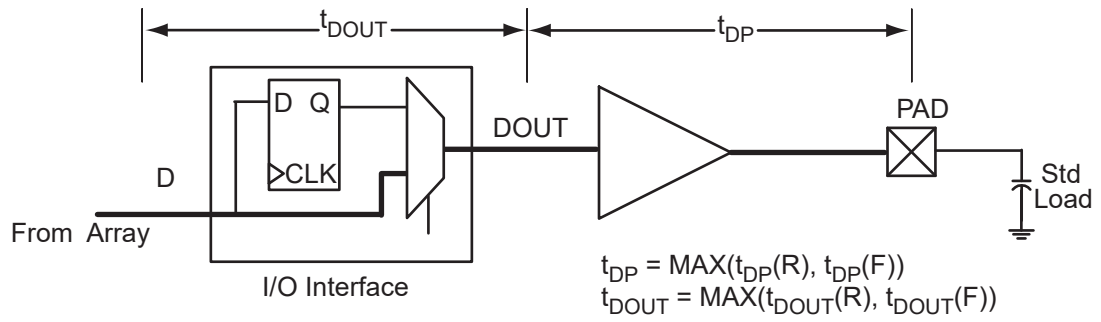 tDOUT
tDP
D Q
CLK
D
From Array
I/O Interface
DOUT
PAD
Std
Load
tDP = MAX(tDP(R), tDP(F))
tDOUT = MAX(tDOUT(R), tDOUT(F))